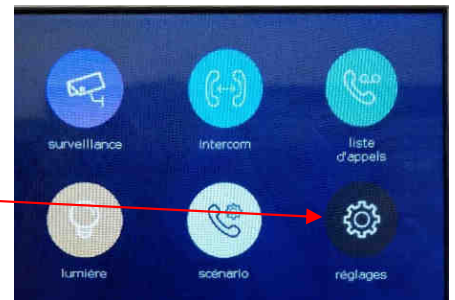 surveillance
intercom
liste
d'appels
lumière
scénario
réglages